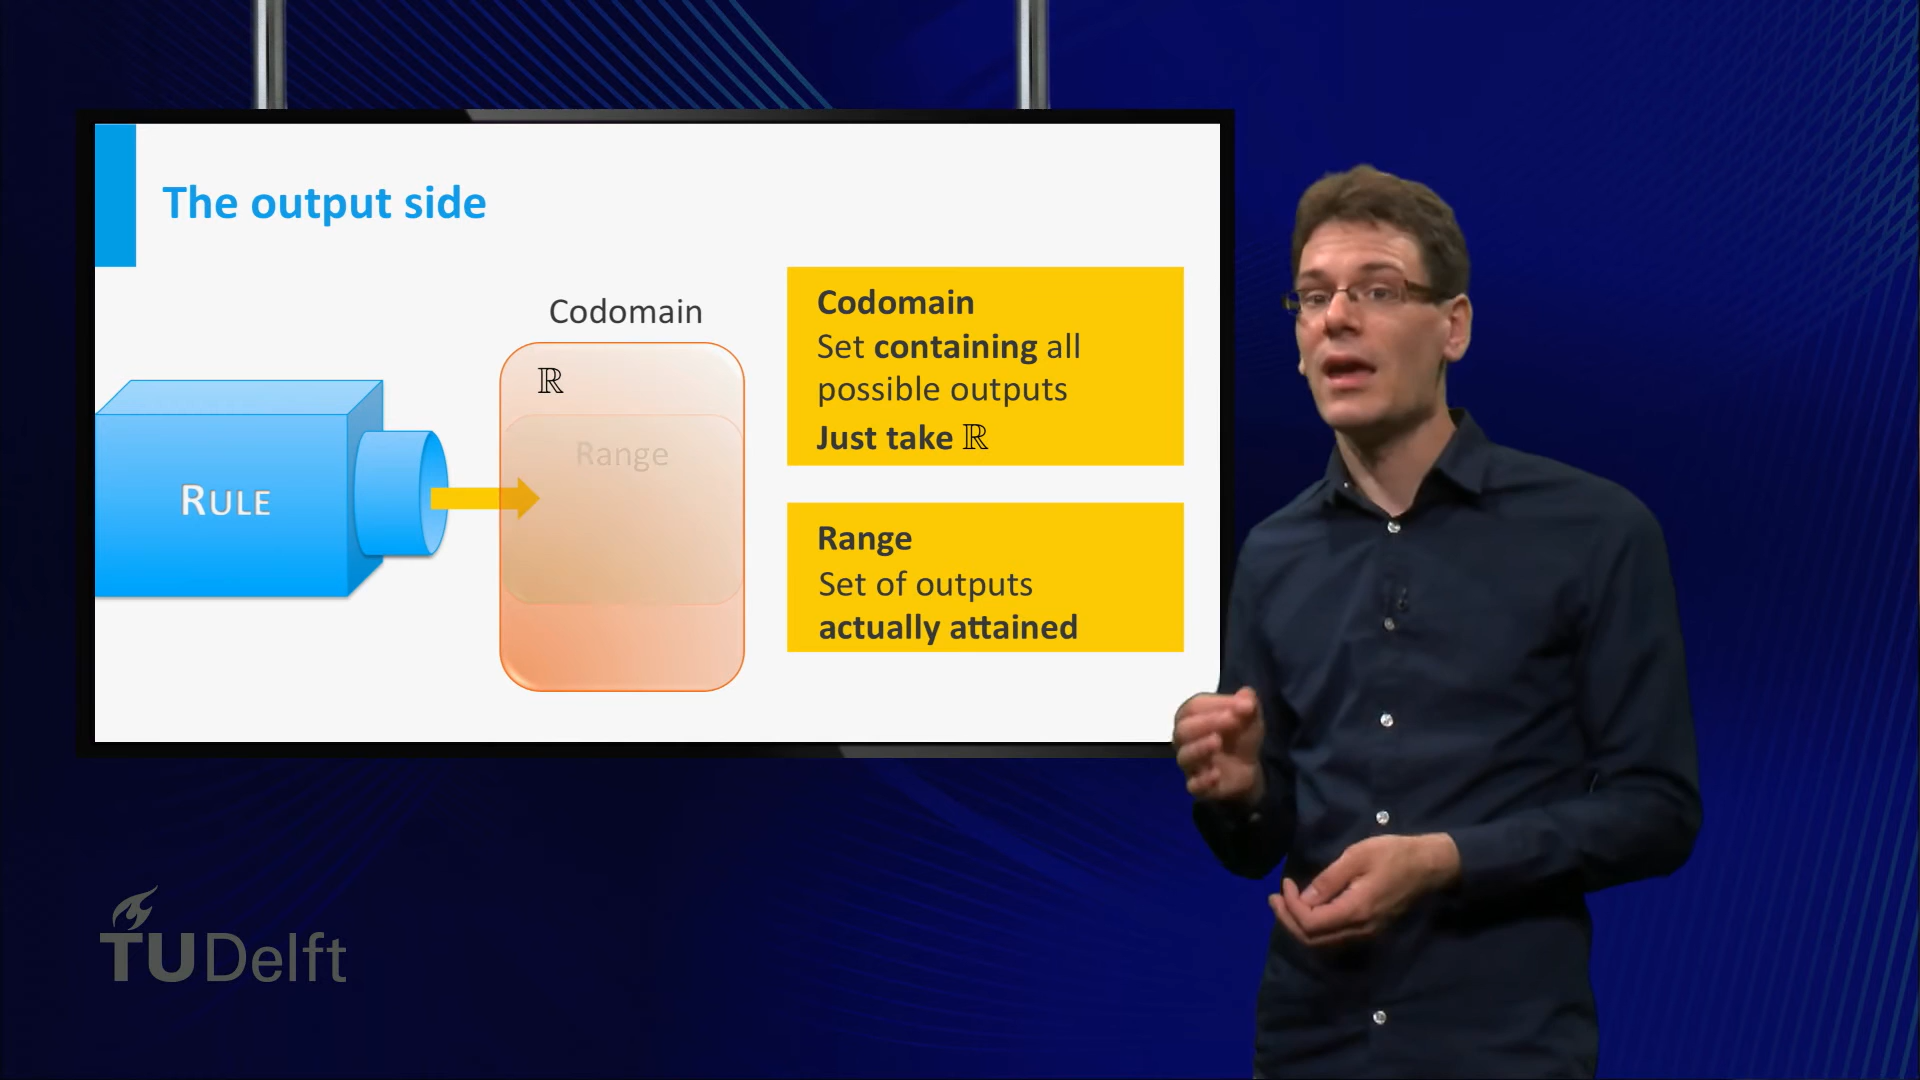 The output side
Codomain
ℝ
Range
RULE
Codomain
Set containing all
possible outputs
Just take ℝ
Range
Set of outputs
actually attained
TUDelft